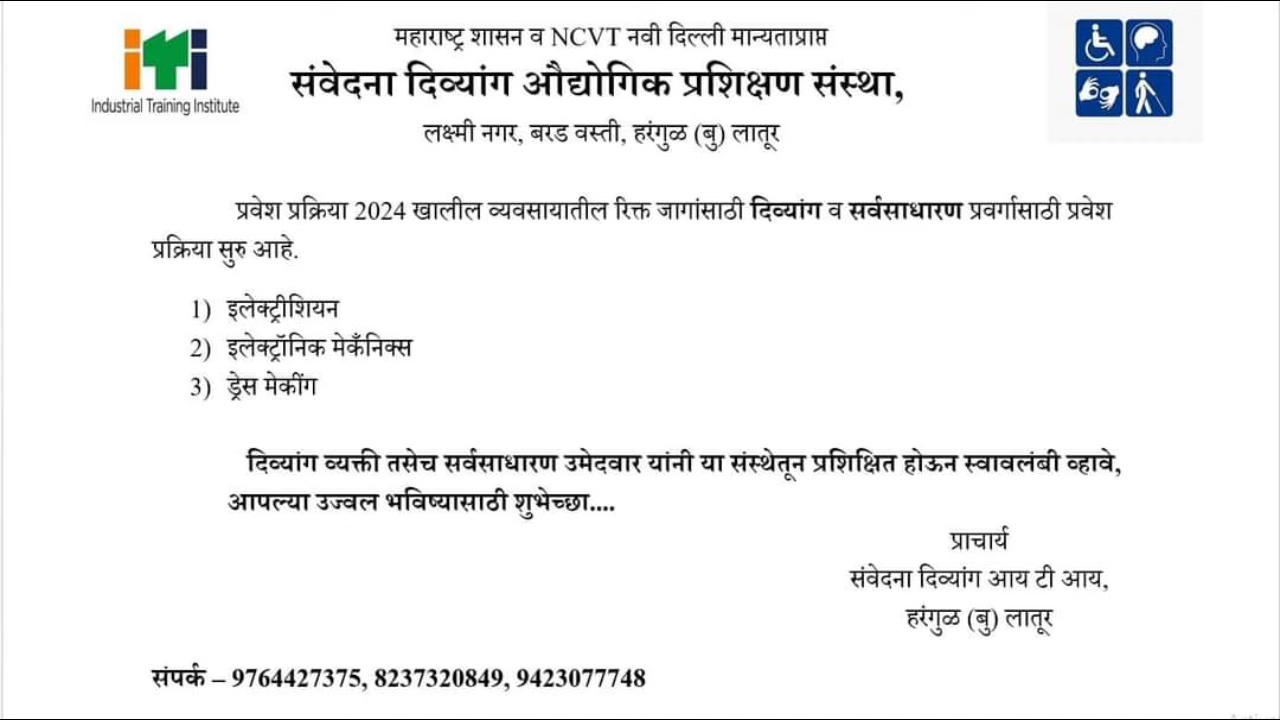 महाराष्ट्र शासन व NCVT नवी दिल्ली मान्यताप्राप्त
संवेदना दिव्यांग औद्योगिक प्रशिक्षण संस्था,
Industrial Training Institute
लक्ष्मी नगर, बरड वस्ती, हरंगुळ (बु) लातूर
प्रवेश प्रक्रिया 2024 खालील व्यवसायातील रिक्त जागांसाठी दिव्यांग व सर्वसाधारण प्रवर्गासाठी प्रवेश
प्रक्रिया सुरु आहे.
1) इलेक्ट्रीशियन
2) इलेक्ट्रॉनिक मेकॅंनिक्स
3) ड्रेस मेकींग
दिव्यांग व्यक्ती तसेच सर्वसाधारण उमेदवार यांनी या संस्थेतून प्रशिक्षित होऊन स्वावलंबी व्हावे,
आपल्या उज्वल भविष्यासाठी शुभेच्छा....
प्राचार्य
संवेदना दिव्यांग आय टी आय,
हरंगुळ (बु) लातूर
संपर्क – 9764427375, 8237320849, 9423077748